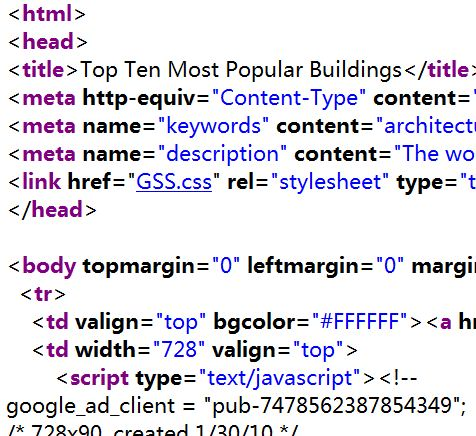 <html>
<head>
<title>Top Ten Most Popular Buildings</title>
<meta http-equiv="Content-Type" content="
<meta name="keywords" content="architectu
<meta name="description" content="The wo
<link href="GSS.css" rel="stylesheet" type="t
</head>
<body topmargin="0" leftmargin="0" margin
<tr>
<td valign="top" bgcolor="#FFFFFF"><a h
<td width="728" valign="top">
<script type="text/javascript"><!--
google_ad_client = "pub-7478562387854349";
/* 728x90, created 1/30/10 */